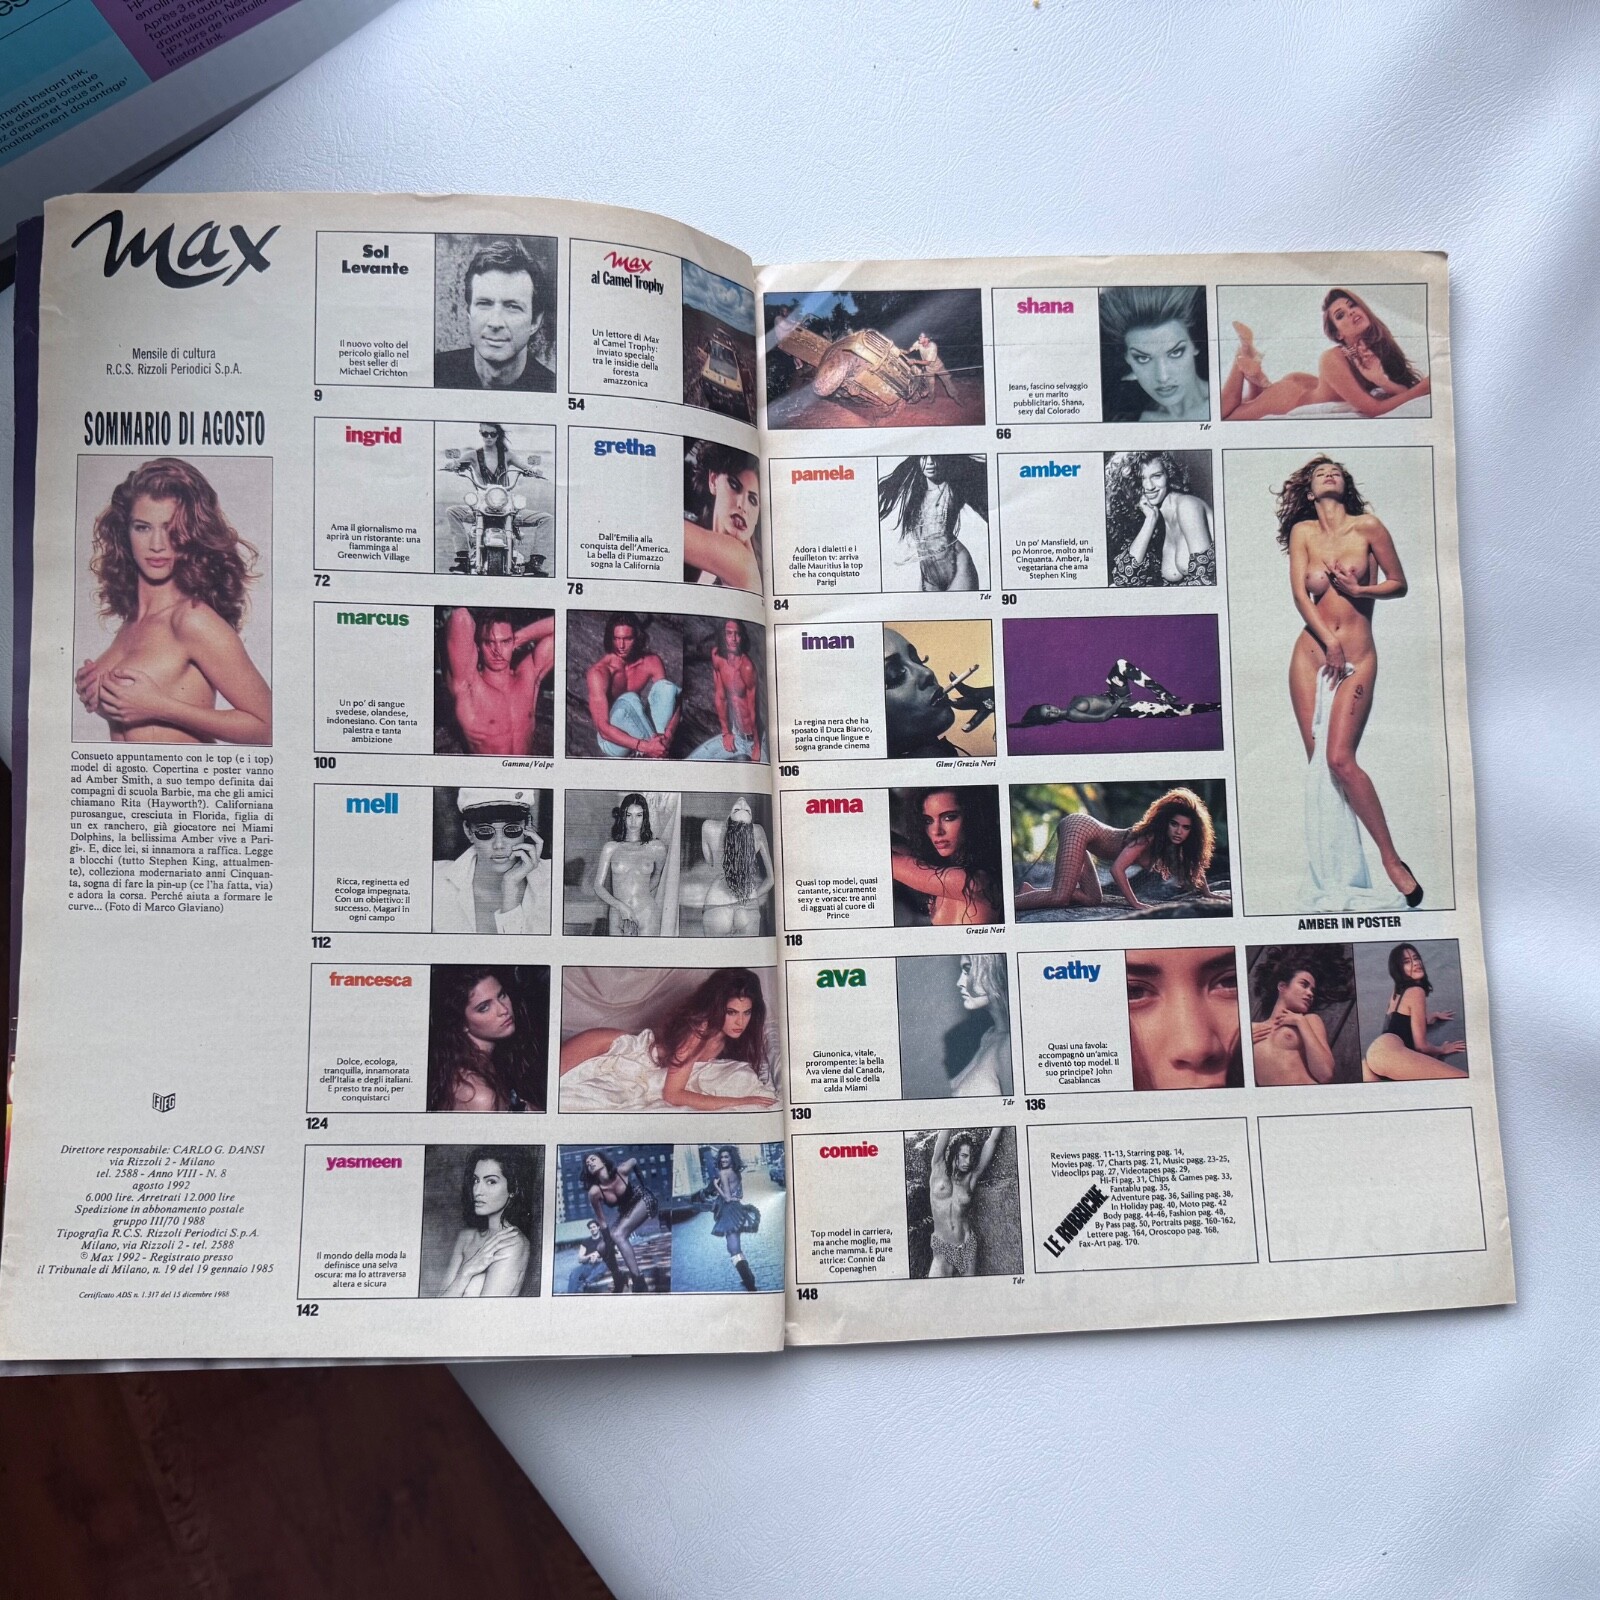 max
Mensile di cultura
R.C.S. Rizzoli Periodici S.p.A.
SOMMARIO DI AGOSTO
Consueto appuntamento con le top (e i top)
model di agosto. Copertina e poster vanno
ad Amber Smith, a suo tempo definita dai
compagni di scuola Barbie, ma che gli amici
chiamano Rita (Hayworth?). Californiana
purosangue, cresciuta in Florida, figlia di
un ex ranchero, già giocatore nei Miami
Dolphins, la bellissima Amber vive a Pari-
gi». E, dice lei, si innamora a raffica. Legge
a blocchi (tutto Stephen King, attualmen-
te), colleziona modernariato anni Cinquan-
ta, sogna di fare la pin-up (ce l'ha fatta, via)
e adora la corsa. Perché aiuta a formare le
curve... (Foto di Marco Glaviano)
FIEG
Direttore responsabile: CARLO G. DANSI
via Rizzoli 2 - Milano
tel. 2588 - Anno VIII - N. 8
agosto 1992
6.000 lire. Arretrati 12.000 lire
Spedizione in abbonamento postale
gruppo III/70 1988
Tipografia R.C.S. Rizzoli Periodici S.p.A.
Milano, via Rizzoli 2 - tel. 2588
© Max 1992 - Registrato presso
il Tribunale di Milano, n. 19 del 19 gennaio 1985
Certificato ADS n. 1.317 del 15 dicembre 1988
Sol
Levante
Il nuovo volto del
pericolo giallo nel
best seller di
Michael Crichton
9
max
al Camel Trophy
Un lettore di Max
al Camel Trophy:
inviato speciale
tra le insidie della
foresta
amazzonica
54
shana
Jeans, fascino selvaggio
e un marito
pubblicitario. Shana,
sexy dal Colorado
66
Tdr
ingrid
Ama il giornalismo ma
aprirà un ristorante: una
fiamminga al
Greenwich Village
72
gretha
Dall'Emilia alla
conquista dell'America.
La bella di Piumazzo
sogna la California
78
pamela
Adora i dialetti e i
feuilleton tv: arriva
dalle Mauritius la top
che ha conquistato
Parigi
84
Tdr
amber
Un po' Mansfield, un
po Monroe, molto anni
Cinquanta. Amber, la
vegetariana che ama
Stephen King
90
AMBER IN POSTER
marcus
Un po' di sangue
svedese, olandese,
indonesiano. Con tanta
palestra e tanta
ambizione
100
Gamma/Volpe
iman
La regina nera che ha
sposato il Duca Bianco,
parla cinque lingue e
sogna grande cinema
106
Gime/Grazia Neri
mell
Ricca, reginetta ed
ecologa impegnata.
Con un obiettivo: il
successo. Magari in
ogni campo
112
anna
Quasi top model, quasi
cantante, sicuramente
sexy e vorace: tre anni
di agguati al cuore di
Prince
118
Grazia Neri
francesca
Dolce, ecologa,
tranquilla, innamorata
dell'Italia e degli italiani.
E presto tra noi, per
conquistarci
124
ava
Giunonica, vitale,
prorompente: la bella
Ava viene dal Canada,
ma ama il sole della
calda Miami
130
Tdr
cathy
Quasi una favola:
accompagnò un'amica
e diventò top model. Il
suo principe? John
Casablancas
136
yasmeen
Il mondo della moda la
definisce una selva
oscura: ma lo attraversa
altera e sicura
142
connie
Top model in carriera,
ma anche moglie, ma
anche mamma. E pure
attrice: Connie da
Copenaghen
148
Tdr
LE RUBRICHE
Reviews pagg. 11-13, Starring pag. 14,
Movies pag. 17, Charts pag. 21, Music pagg. 23-25,
Videoclips pag. 27, Videotapes pag. 29,
Hi-Fi pag. 31, Chips & Games pag. 33,
Fantablu pag. 35,
Adventure pag. 36, Sailing pag. 38,
In Holiday pag. 40, Moto pag. 42
Body pagg. 44-46, Fashion pag. 48,
By Pass pag. 50, Portraits pagg. 160-162,
Lettere pag. 164, Oroscopo pag. 168,
Fax-Art pag. 170.